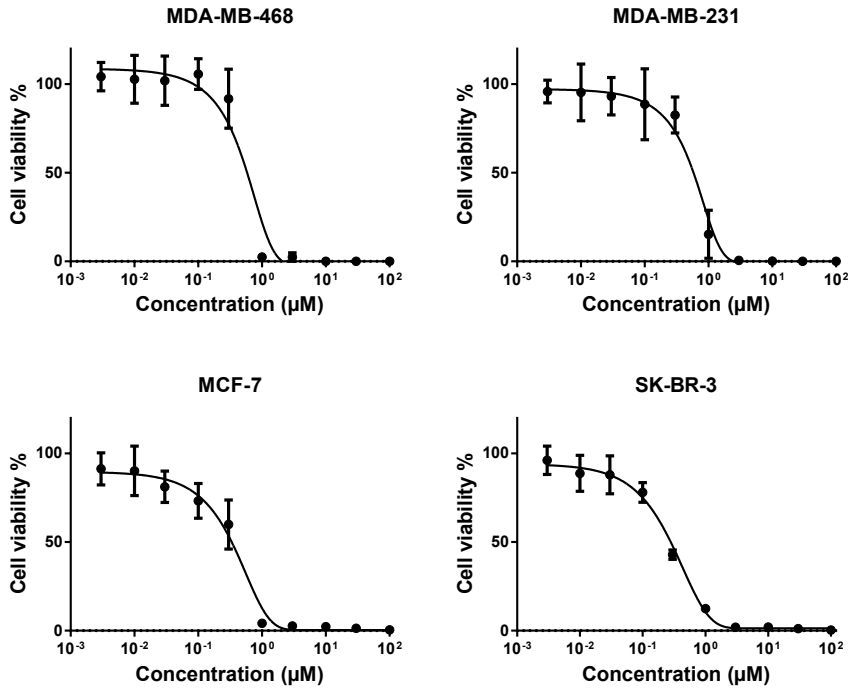 MDA-MB-468
Cell viability %
100
50
0
10⁻³ 10⁻² 10⁻¹ 10⁰ 10¹ 10²
Concentration (µM)
MDA-MB-231
Cell viability %
100
50
0
10⁻³ 10⁻² 10⁻¹ 10⁰ 10¹ 10²
Concentration (µM)
MCF-7
Cell viability %
100
50
0
10⁻³ 10⁻² 10⁻¹ 10⁰ 10¹ 10²
Concentration (µM)
SK-BR-3
Cell viability %
100
50
0
10⁻³ 10⁻² 10⁻¹ 10⁰ 10¹ 10²
Concentration (µM)